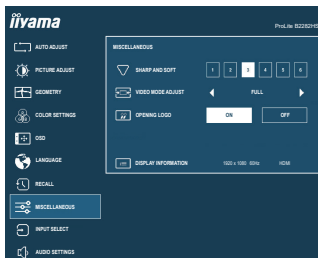 iiyama
ProLite B2282HS
AUTO ADJUST
PICTURE ADJUST
GEOMETRY
COLOR SETTINGS
OSD
LANGUAGE
RECALL
MISCELLANEOUS
INPUT SELECT
AUDIO SETTINGS
MISCELLANEOUS
SHARP AND SOFT 1 2 3 4 5 6
VIDEO MODE ADJUST FULL
OPENING LOGO ON OFF
DISPLAY INFORMATION 1920 x 1080 60Hz HDMI